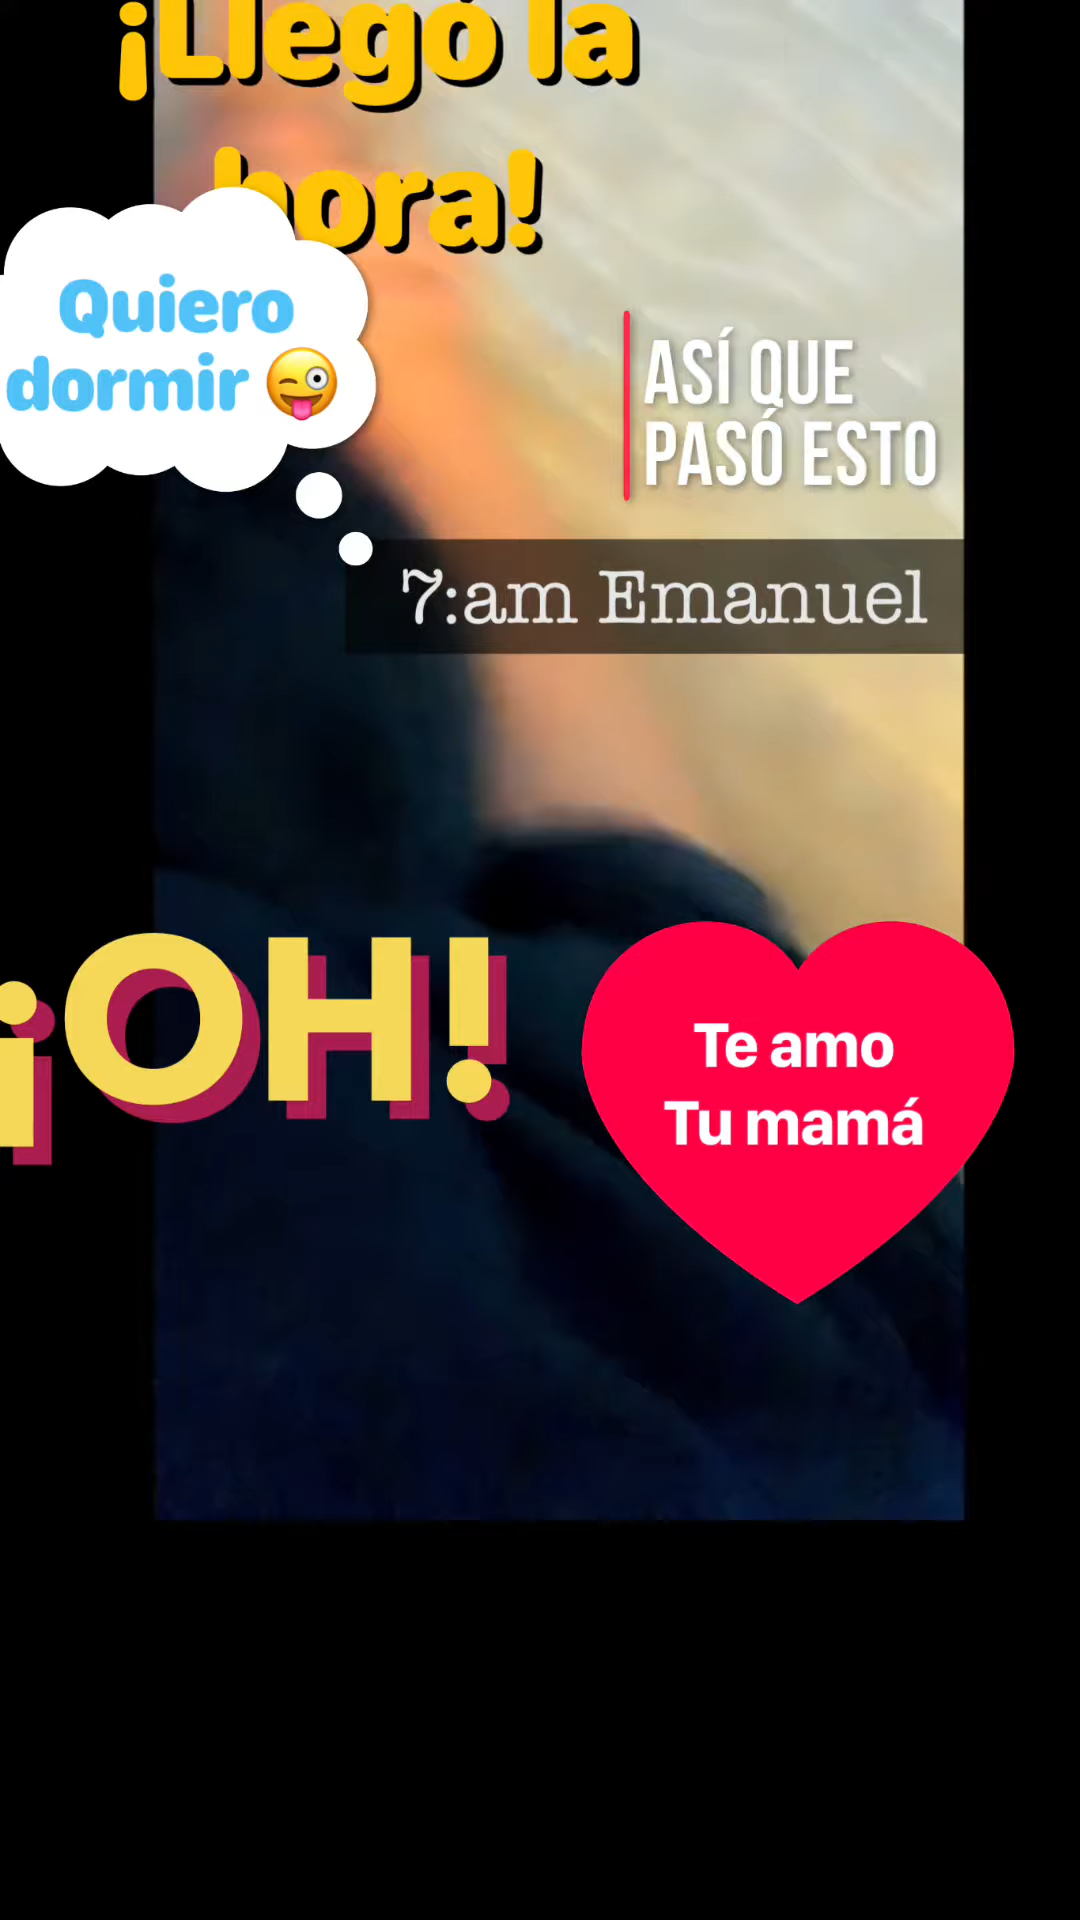 ¡Llegó la
hora!
Quiero
dormir 😜
ASÍ QUE
PASÓ ESTO
7:am Emanuel
¡OH!
Te amo
Tu mamá